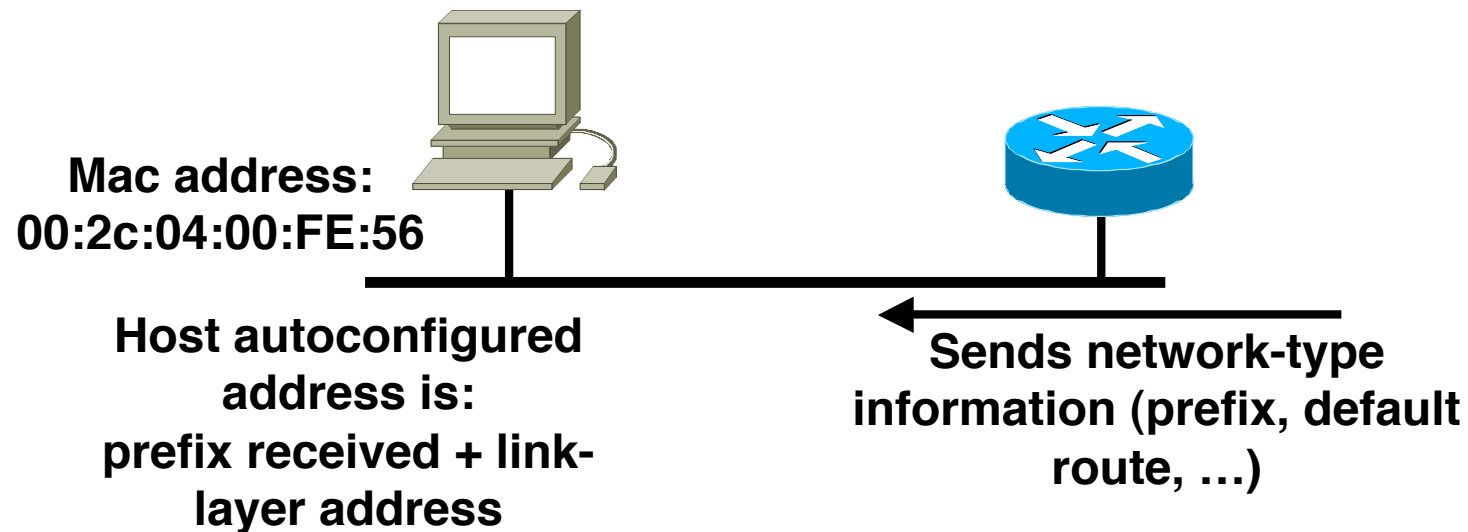 Mac address:
00:2c:04:00:FE:56
Host autoconfigured
address is:
prefix received + link-
layer address
Sends network-type
information (prefix, default
route, …)